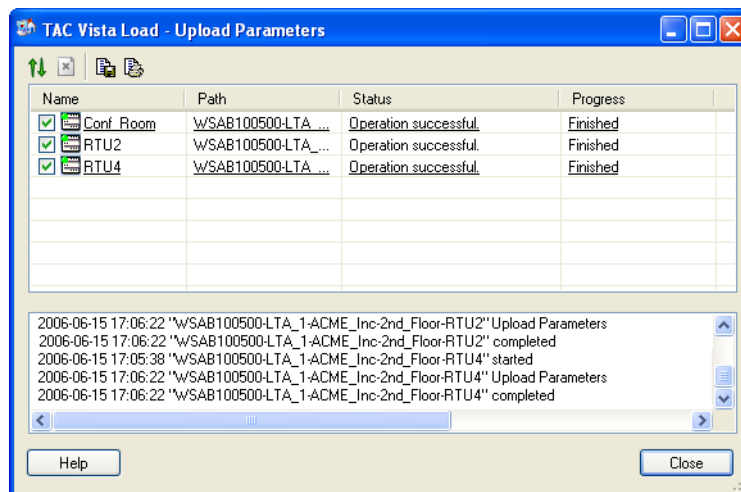 TAC Vista Load - Upload Parameters
Name Path Status Progress
Conf_Room WSAB100500-LTA_... Operation successful. Finished
RTU2 WSAB100500-LTA_... Operation successful. Finished
RTU4 WSAB100500-LTA_... Operation successful. Finished
2006-06-15 17:06:22 "WSAB100500-LTA_1-ACME_Inc-2nd_Floor-RTU2" Upload Parameters
2006-06-15 17:06:22 "WSAB100500-LTA_1-ACME_Inc-2nd_Floor-RTU2" completed
2006-06-15 17:05:38 "WSAB100500-LTA_1-ACME_Inc-2nd_Floor-RTU4" started
2006-06-15 17:06:22 "WSAB100500-LTA_1-ACME_Inc-2nd_Floor-RTU4" Upload Parameters
2006-06-15 17:06:22 "WSAB100500-LTA_1-ACME_Inc-2nd_Floor-RTU4" completed
Help Close